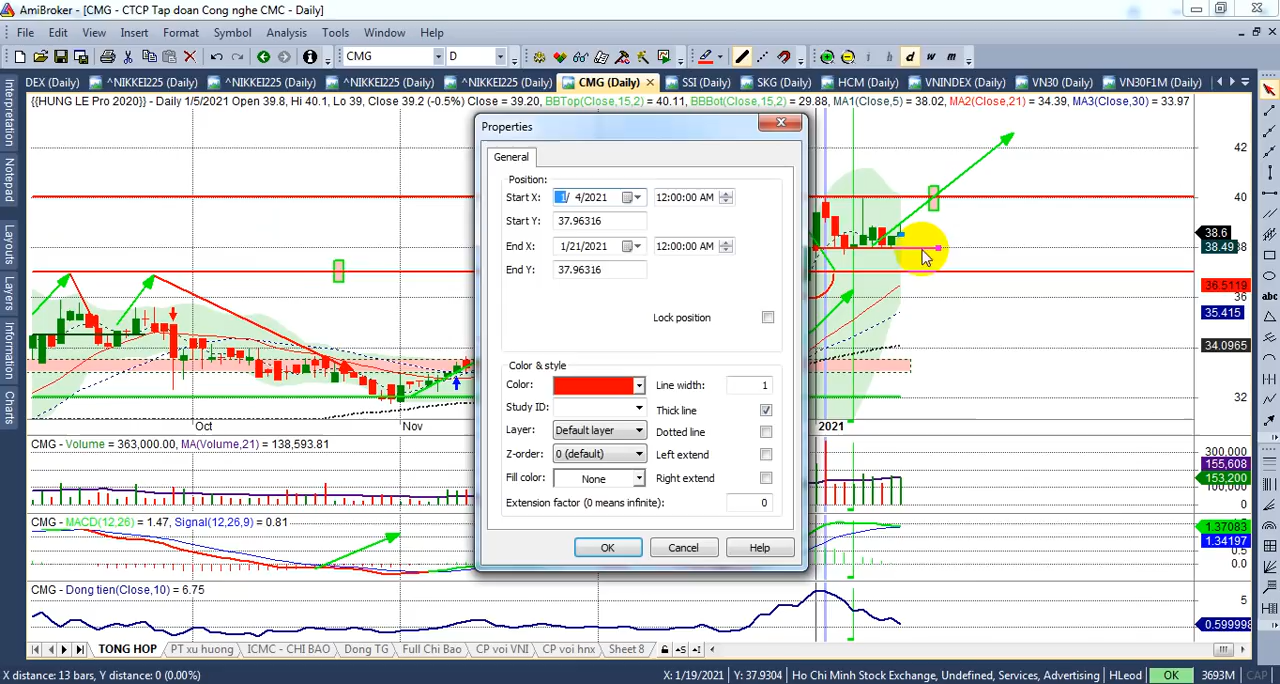 AmiBroker - [CMG - CTCP Tap doan Cong nghe CMC - Daily]
File Edit View Insert Format Symbol Analysis Tools Window Help
CMG D
i h d w m
DEX (Daily) ^NIKKEI225 (Daily) ^NIKKEI225 (Daily) ^NIKKEI225 (Daily) ^NIKKEI225 (Daily) CMG (Daily) SSI (Daily) SKG (Daily) HCM (Daily) VNINDEX (Daily) VN30 (Daily) VN30F1M (Daily)
{{HUNG LE Pro 2020}} - Daily 1/5/2021 Open 39.8, Hi 40.1, Lo 39, Close 39.2 (-0.5%) Close = 39.20, BBTop(Close,15,2) = 40.11, BBBot(Close,15,2) = 29.88, MA1(Close,5) = 38.02, MA2(Close,21) = 34.39, MA3(Close,30) = 33.97
Interpretation
Notepad
Layouts
Layers
Information
Charts
Properties
General
Position:
Start X: 1/ 4/2021 12:00:00 AM
Start Y: 37.96316
End X: 1/21/2021 12:00:00 AM
End Y: 37.96316
Lock position
Color & style
Color: Line width: 1
Study ID: Thick line
Layer: Default layer Dotted line
Z-order: 0 (default) Left extend
Fill color: None Right extend
Extension factor (0 means infinite): 0
OK Cancel Help
42
40
38.6
38.49 38
36.5119
36
35.415
34.0965
32
Oct Nov 2021
CMG - Volume = 363,000.00, MA(Volume,21) = 138,593.81
300,000
155,608
153,200
100,000
0
CMG - MACD(12,26) = 1.47, Signal(12,26,9) = 0.81
1.37083
1.34197
0.5
0.0
CMG - Dong tien(Close,10) = 6.75
5
0.599998
TONG HOP PT xu huong ICMC - CHI BAO Dong TG Full Chi Bao CP voi VNI CP voi hnx Sheet 8
X distance: 13 bars, Y distance: 0 (0.00%) X: 1/19/2021 Y: 37.9304 Ho Chi Minh Stock Exchange, Undefined, Services, Advertising HLeod OK 3693M CAP
abc